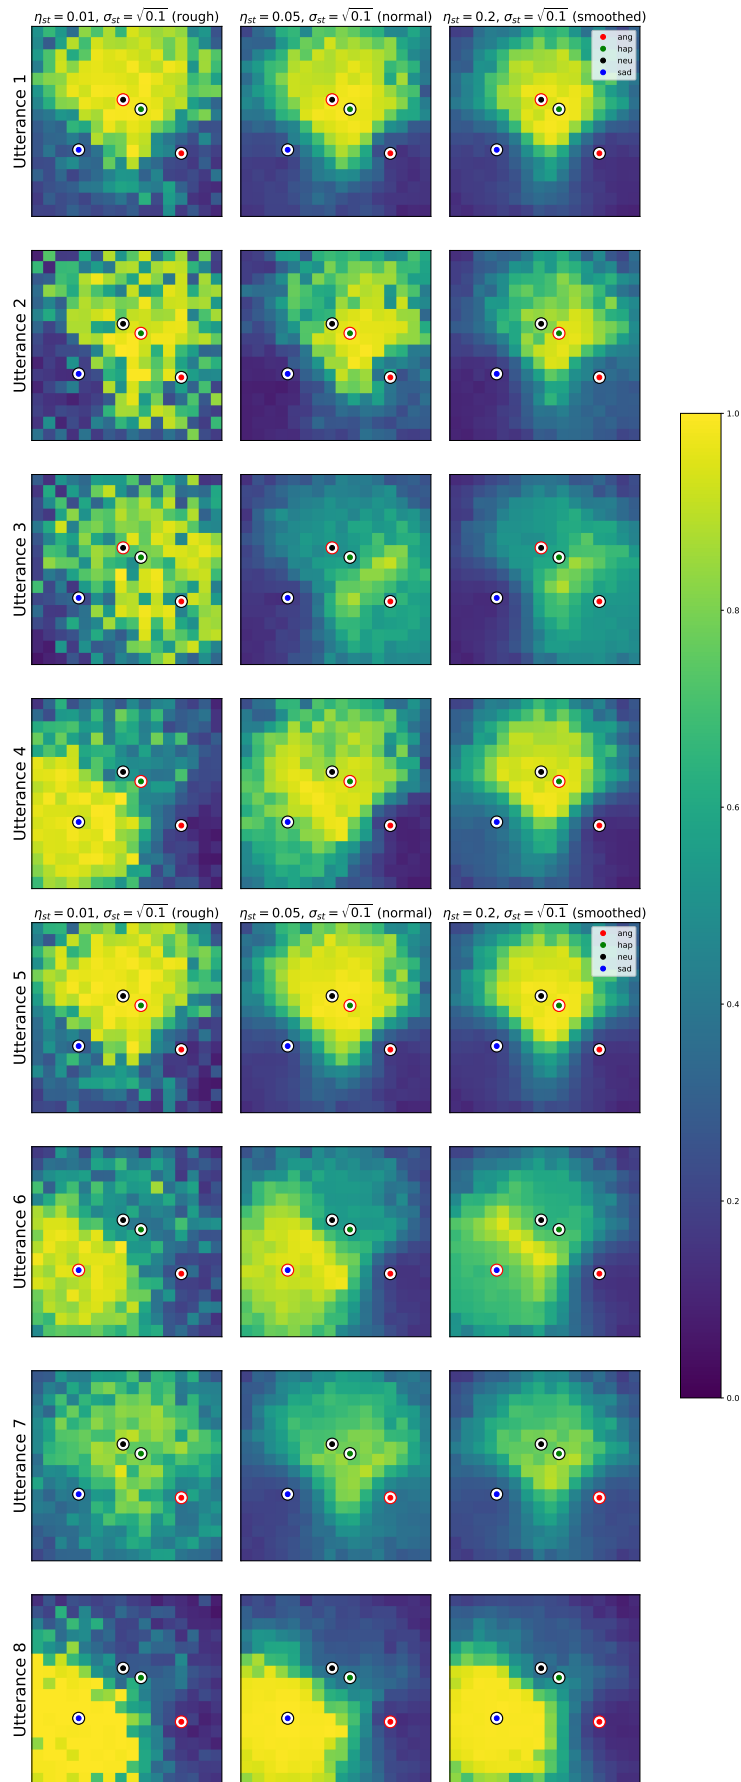 η_st = 0.01, σ_st = √0.1 (rough)
η_st = 0.05, σ_st = √0.1 (normal)
η_st = 0.2, σ_st = √0.1 (smoothed)
ang
hap
neu
sad
Utterance 1
Utterance 2
Utterance 3
Utterance 4
1.0
0.8
0.6
0.4
0.2
0.0
η_st = 0.01, σ_st = √0.1 (rough)
η_st = 0.05, σ_st = √0.1 (normal)
η_st = 0.2, σ_st = √0.1 (smoothed)
ang
hap
neu
sad
Utterance 5
Utterance 6
Utterance 7
Utterance 8